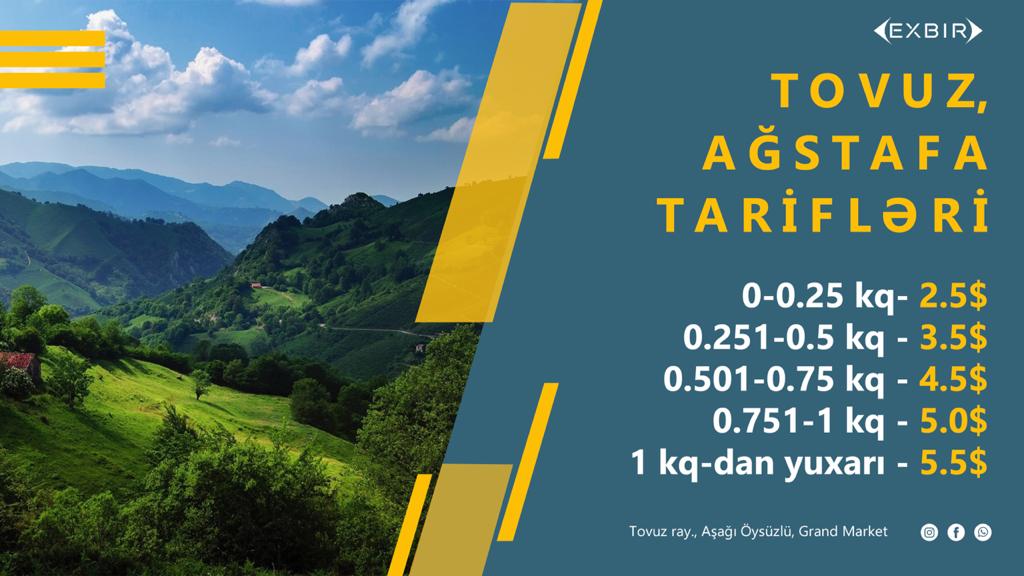 EXBIR
TOVUZ,
AĞSTAFA
TARİFLƏRİ
0-0.25 kq- 2.5$
0.251-0.5 kq - 3.5$
0.501-0.75 kq - 4.5$
0.751-1 kq - 5.0$
1 kq-dan yuxarı - 5.5$
Tovuz ray., Aşağı Öysüzlü, Grand Market